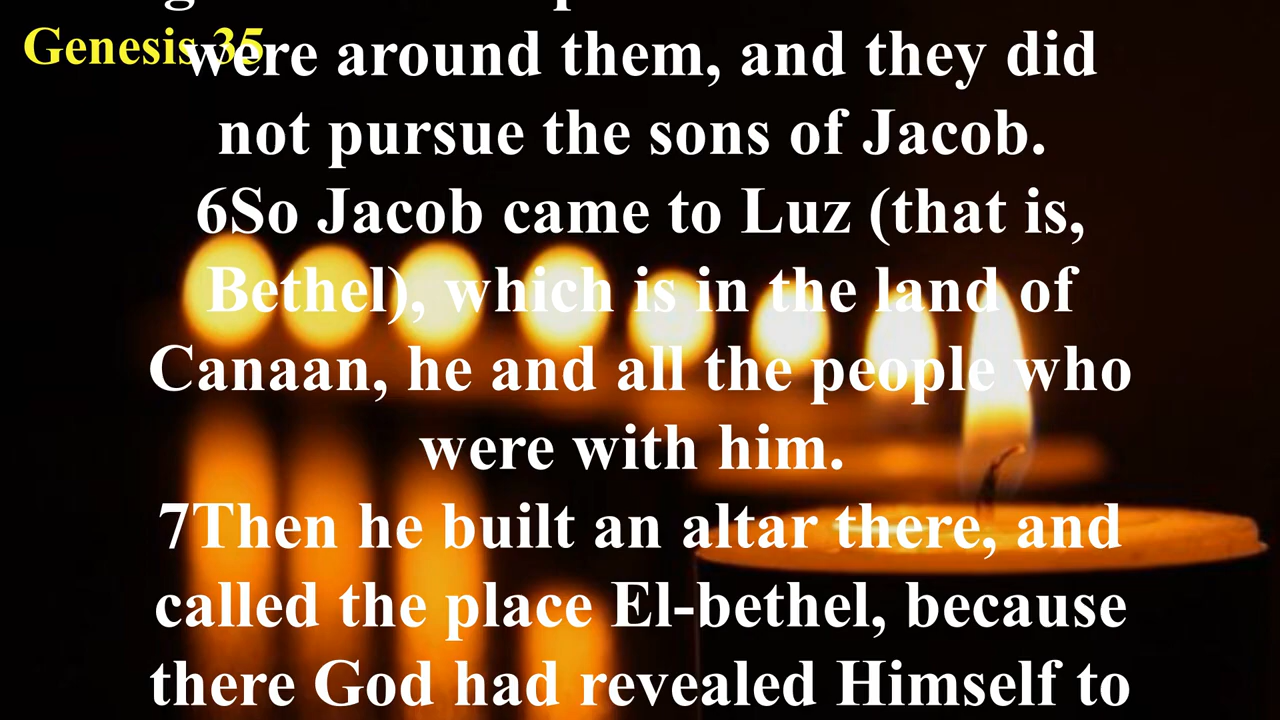 Genesis 35
were around them, and they did
not pursue the sons of Jacob.
6So Jacob came to Luz (that is,
Bethel), which is in the land of
Canaan, he and all the people who
were with him.
7Then he built an altar there, and
called the place El-bethel, because
there God had revealed Himself to